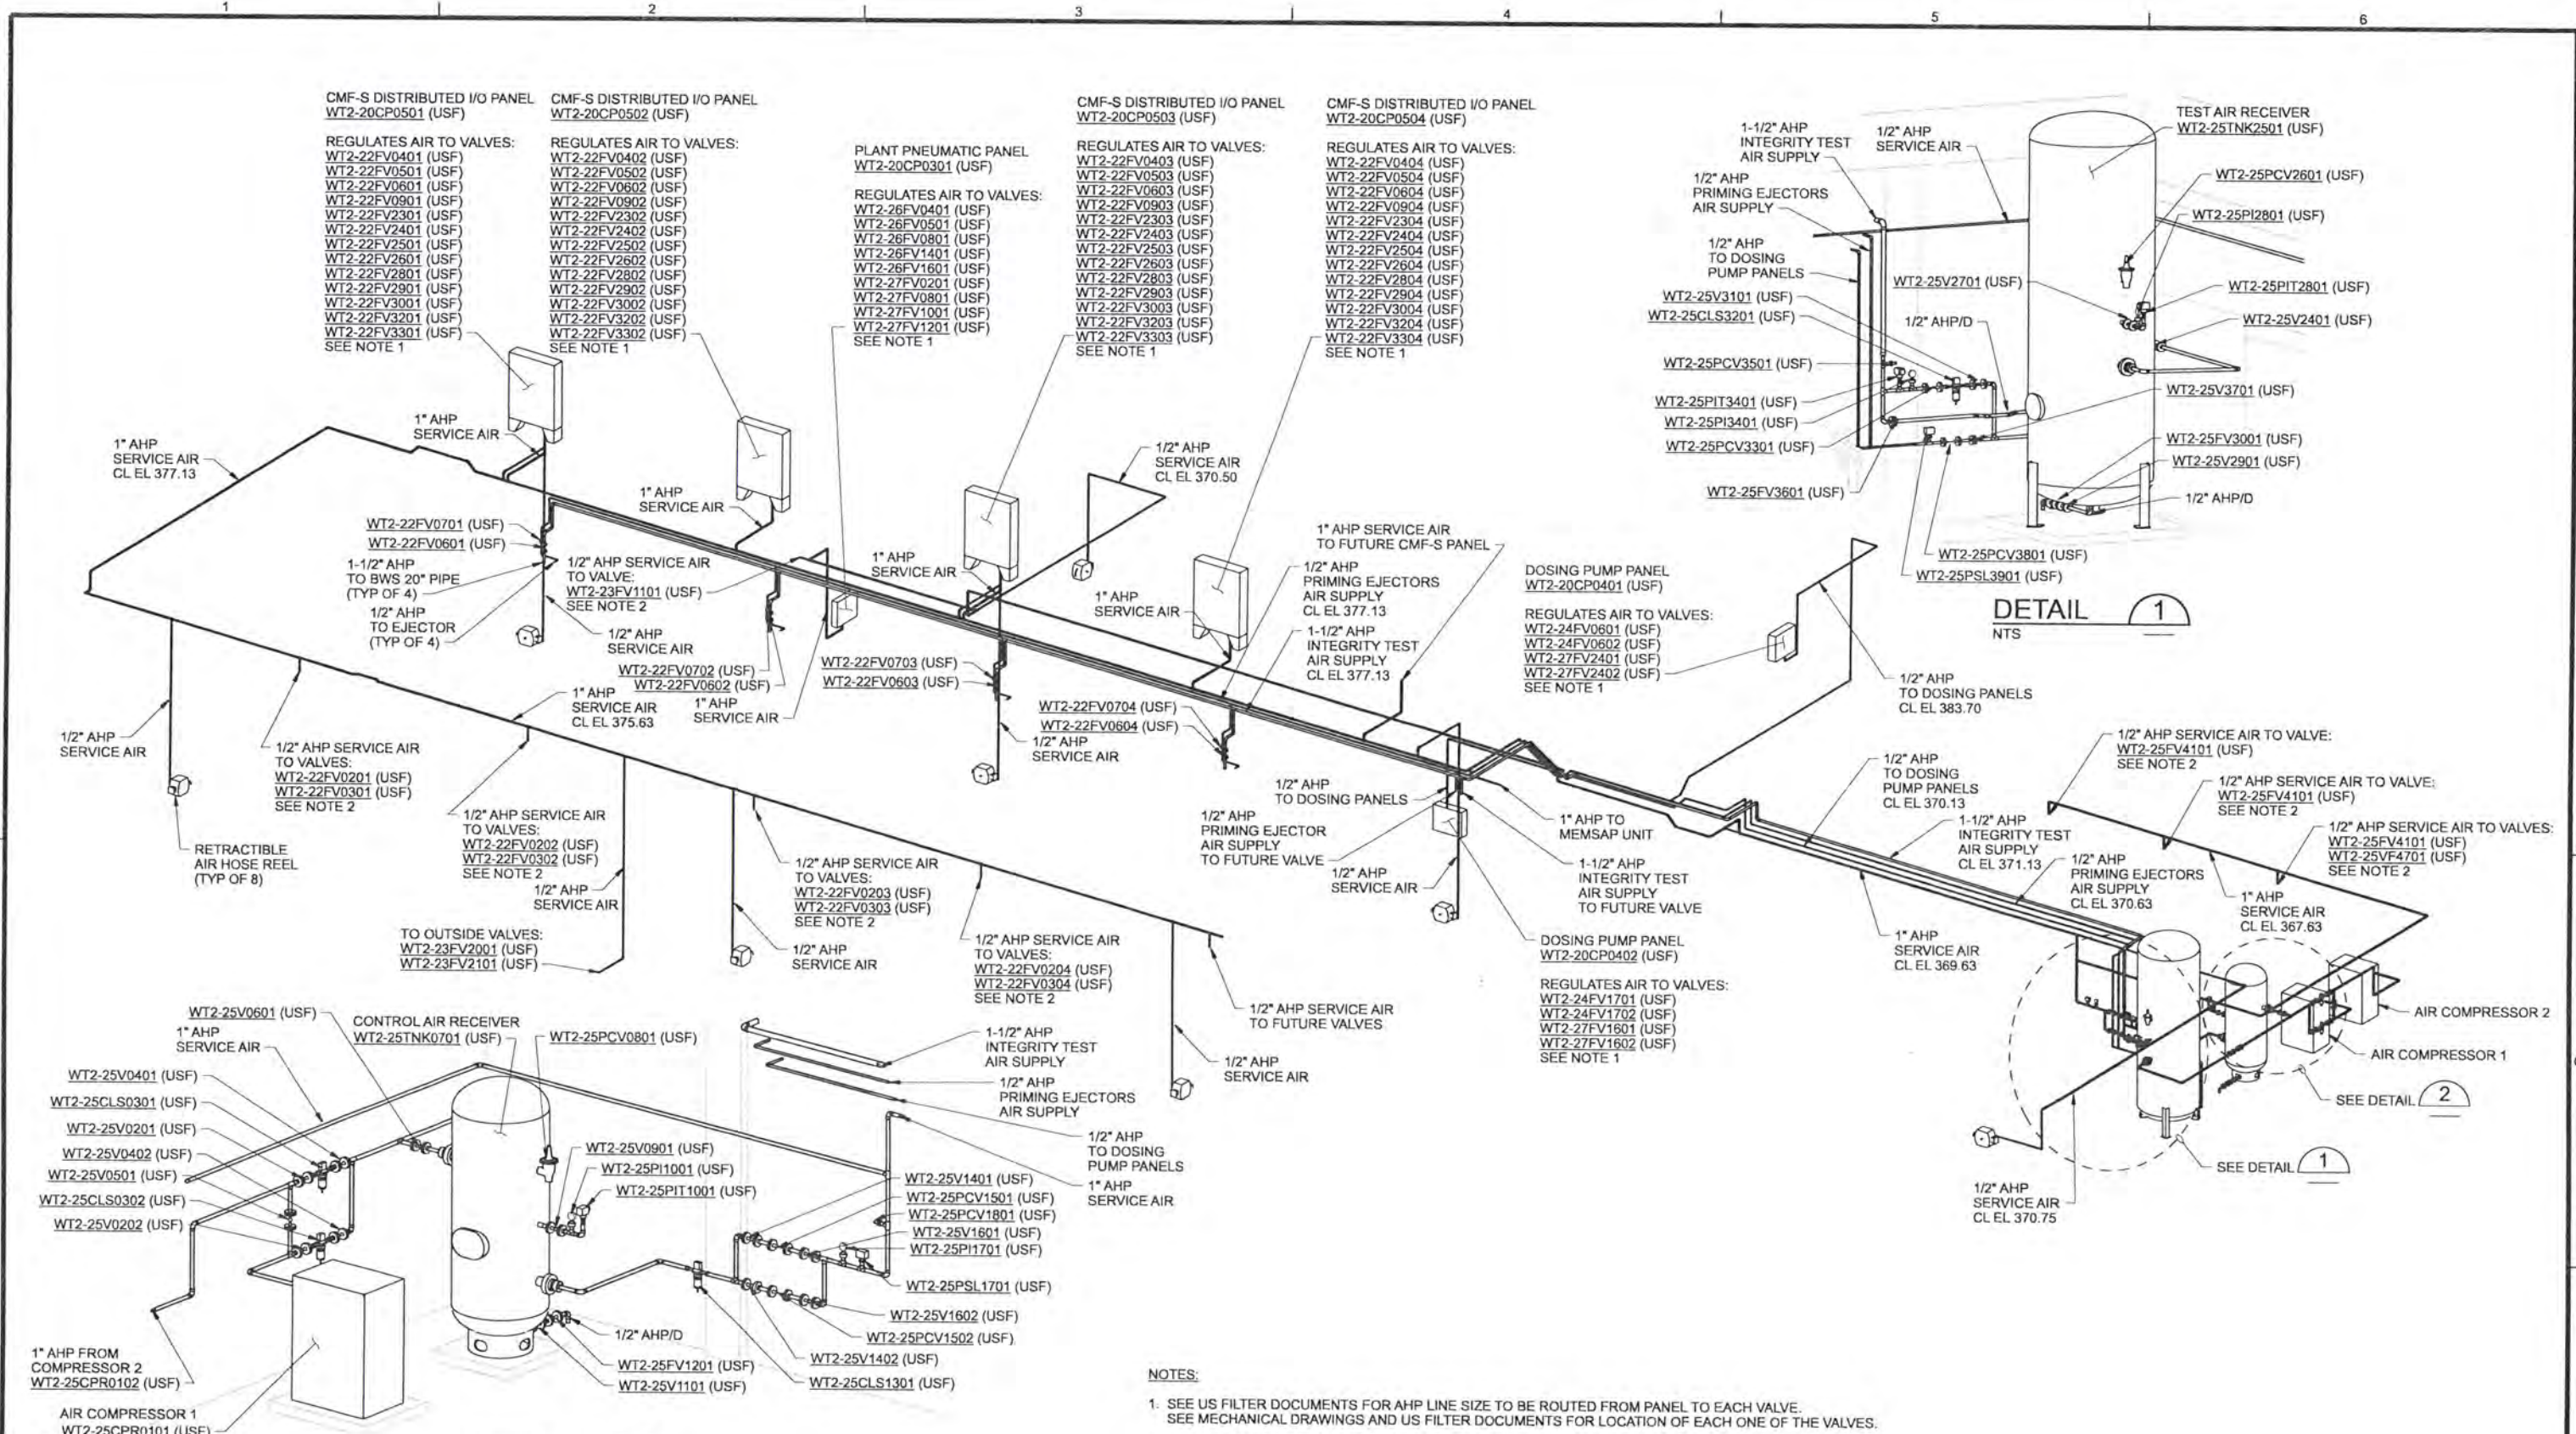 1
2
3
4
5
6
CMF-S DISTRIBUTED I/O PANEL
WT2-20CP0501 (USF)
REGULATES AIR TO VALVES:
WT2-22FV0401 (USF)
WT2-22FV0501 (USF)
WT2-22FV0601 (USF)
WT2-22FV0901 (USF)
WT2-22FV2301 (USF)
WT2-22FV2401 (USF)
WT2-22FV2501 (USF)
WT2-22FV2601 (USF)
WT2-22FV2801 (USF)
WT2-22FV2901 (USF)
WT2-22FV3001 (USF)
WT2-22FV3201 (USF)
WT2-22FV3301 (USF)
SEE NOTE 1
CMF-S DISTRIBUTED I/O PANEL
WT2-20CP0502 (USF)
REGULATES AIR TO VALVES:
WT2-22FV0402 (USF)
WT2-22FV0502 (USF)
WT2-22FV0602 (USF)
WT2-22FV0902 (USF)
WT2-22FV2302 (USF)
WT2-22FV2402 (USF)
WT2-22FV2502 (USF)
WT2-22FV2602 (USF)
WT2-22FV2802 (USF)
WT2-22FV2902 (USF)
WT2-22FV3002 (USF)
WT2-22FV3202 (USF)
WT2-22FV3302 (USF)
SEE NOTE 1
PLANT PNEUMATIC PANEL
WT2-20CP0301 (USF)
REGULATES AIR TO VALVES:
WT2-26FV0401 (USF)
WT2-26FV0501 (USF)
WT2-26FV0801 (USF)
WT2-26FV1401 (USF)
WT2-26FV1601 (USF)
WT2-27FV0201 (USF)
WT2-27FV0801 (USF)
WT2-27FV1001 (USF)
WT2-27FV1201 (USF)
SEE NOTE 1
CMF-S DISTRIBUTED I/O PANEL
WT2-20CP0503 (USF)
REGULATES AIR TO VALVES:
WT2-22FV0403 (USF)
WT2-22FV0503 (USF)
WT2-22FV0603 (USF)
WT2-22FV0903 (USF)
WT2-22FV2303 (USF)
WT2-22FV2403 (USF)
WT2-22FV2503 (USF)
WT2-22FV2603 (USF)
WT2-22FV2803 (USF)
WT2-22FV2903 (USF)
WT2-22FV3003 (USF)
WT2-22FV3203 (USF)
WT2-22FV3303 (USF)
SEE NOTE 1
CMF-S DISTRIBUTED I/O PANEL
WT2-20CP0504 (USF)
REGULATES AIR TO VALVES:
WT2-22FV0404 (USF)
WT2-22FV0504 (USF)
WT2-22FV0604 (USF)
WT2-22FV0904 (USF)
WT2-22FV2304 (USF)
WT2-22FV2404 (USF)
WT2-22FV2504 (USF)
WT2-22FV2604 (USF)
WT2-22FV2804 (USF)
WT2-22FV2904 (USF)
WT2-22FV3004 (USF)
WT2-22FV3204 (USF)
WT2-22FV3304 (USF)
SEE NOTE 1
1-1/2" AHP
INTEGRITY TEST
AIR SUPPLY
1/2" AHP
SERVICE AIR
TEST AIR RECEIVER
WT2-25TNK2501 (USF)
1/2" AHP
PRIMING EJECTORS
AIR SUPPLY
WT2-25PCV2601 (USF)
WT2-25PI2801 (USF)
1/2" AHP
TO DOSING
PUMP PANELS
WT2-25V2701 (USF)
WT2-25PIT2801 (USF)
WT2-25V3101 (USF)
WT2-25CLS3201 (USF)
1/2" AHP/D
WT2-25V2401 (USF)
WT2-25PCV3501 (USF)
WT2-25V3701 (USF)
WT2-25PIT3401 (USF)
WT2-25PI3401 (USF)
WT2-25PCV3301 (USF)
WT2-25FV3001 (USF)
WT2-25V2901 (USF)
WT2-25FV3601 (USF)
1/2" AHP/D
WT2-25PCV3801 (USF)
WT2-25PSL3901 (USF)
DETAIL 1
NTS
1" AHP
SERVICE AIR
CL EL 377.13
1" AHP
SERVICE AIR
1" AHP
SERVICE AIR
1/2" AHP
SERVICE AIR
CL EL 370.50
WT2-22FV0701 (USF)
WT2-22FV0601 (USF)
1-1/2" AHP
TO BWS 20" PIPE
(TYP OF 4)
1/2" AHP
TO EJECTOR
(TYP OF 4)
1/2" AHP SERVICE AIR
TO VALVE:
WT2-23FV1101 (USF)
SEE NOTE 2
1/2" AHP
SERVICE AIR
1" AHP
SERVICE AIR
WT2-22FV0702 (USF)
WT2-22FV0602 (USF)
1" AHP
SERVICE AIR
WT2-22FV0703 (USF)
WT2-22FV0603 (USF)
1" AHP
SERVICE AIR
1" AHP SERVICE AIR
TO FUTURE CMF-S PANEL
1/2" AHP
PRIMING EJECTORS
AIR SUPPLY
CL EL 377.13
1-1/2" AHP
INTEGRITY TEST
AIR SUPPLY
CL EL 377.13
DOSING PUMP PANEL
WT2-20CP0401 (USF)
REGULATES AIR TO VALVES:
WT2-24FV0601 (USF)
WT2-24FV0602 (USF)
WT2-27FV2401 (USF)
WT2-27FV2402 (USF)
SEE NOTE 1
1/2" AHP
TO DOSING PANELS
CL EL 383.70
WT2-22FV0704 (USF)
WT2-22FV0604 (USF)
1/2" AHP
SERVICE AIR
1" AHP
SERVICE AIR
CL EL 375.63
1/2" AHP
SERVICE AIR
1/2" AHP SERVICE AIR
TO VALVES:
WT2-22FV0201 (USF)
WT2-22FV0301 (USF)
SEE NOTE 2
RETRACTIBLE
AIR HOSE REEL
(TYP OF 8)
1/2" AHP SERVICE AIR
TO VALVES:
WT2-22FV0202 (USF)
WT2-22FV0302 (USF)
SEE NOTE 2
1/2" AHP
SERVICE AIR
TO OUTSIDE VALVES:
WT2-23FV2001 (USF)
WT2-23FV2101 (USF)
1/2" AHP SERVICE AIR
TO VALVES:
WT2-22FV0203 (USF)
WT2-22FV0303 (USF)
SEE NOTE 2
1/2" AHP
SERVICE AIR
1/2" AHP SERVICE AIR
TO VALVES:
WT2-22FV0204 (USF)
WT2-22FV0304 (USF)
SEE NOTE 2
1/2" AHP
TO DOSING PANELS
1/2" AHP
PRIMING EJECTOR
AIR SUPPLY
TO FUTURE VALVE
1/2" AHP
SERVICE AIR
1" AHP TO
MEMSAP UNIT
1-1/2" AHP
INTEGRITY TEST
AIR SUPPLY
TO FUTURE VALVE
DOSING PUMP PANEL
WT2-20CP0402 (USF)
REGULATES AIR TO VALVES:
WT2-24FV1701 (USF)
WT2-24FV1702 (USF)
WT2-27FV1601 (USF)
WT2-27FV1602 (USF)
SEE NOTE 1
1/2" AHP SERVICE AIR
TO FUTURE VALVES
1/2" AHP
SERVICE AIR
1/2" AHP
TO DOSING
PUMP PANELS
CL EL 370.13
1-1/2" AHP
INTEGRITY TEST
AIR SUPPLY
CL EL 371.13
1/2" AHP
PRIMING EJECTORS
AIR SUPPLY
CL EL 370.63
1" AHP
SERVICE AIR
CL EL 369.63
1/2" AHP SERVICE AIR TO VALVE:
WT2-25FV4101 (USF)
SEE NOTE 2
1/2" AHP SERVICE AIR TO VALVE:
WT2-25FV4101 (USF)
SEE NOTE 2
1/2" AHP SERVICE AIR TO VALVES:
WT2-25FV4101 (USF)
WT2-25VF4701 (USF)
SEE NOTE 2
1" AHP
SERVICE AIR
CL EL 367.63
AIR COMPRESSOR 2
AIR COMPRESSOR 1
SEE DETAIL 2
SEE DETAIL 1
1/2" AHP
SERVICE AIR
CL EL 370.75
WT2-25V0601 (USF)
1" AHP
SERVICE AIR
CONTROL AIR RECEIVER
WT2-25TNK0701 (USF)
WT2-25PCV0801 (USF)
WT2-25V0401 (USF)
WT2-25CLS0301 (USF)
WT2-25V0201 (USF)
WT2-25V0402 (USF)
WT2-25V0501 (USF)
WT2-25CLS0302 (USF)
WT2-25V0202 (USF)
1-1/2" AHP
INTEGRITY TEST
AIR SUPPLY
1/2" AHP
PRIMING EJECTORS
AIR SUPPLY
1/2" AHP
TO DOSING
PUMP PANELS
1" AHP
SERVICE AIR
WT2-25V0901 (USF)
WT2-25PI1001 (USF)
WT2-25PIT1001 (USF)
WT2-25V1401 (USF)
WT2-25PCV1501 (USF)
WT2-25PCV1801 (USF)
WT2-25V1601 (USF)
WT2-25PI1701 (USF)
WT2-25PSL1701 (USF)
WT2-25V1602 (USF)
WT2-25PCV1502 (USF)
WT2-25V1402 (USF)
WT2-25CLS1301 (USF)
1/2" AHP/D
WT2-25FV1201 (USF)
WT2-25V1101 (USF)
1" AHP FROM
COMPRESSOR 2
WT2-25CPR0102 (USF)
AIR COMPRESSOR 1
WT2-25CPR0101 (USF)
NOTES:
1. SEE US FILTER DOCUMENTS FOR AHP LINE SIZE TO BE ROUTED FROM PANEL TO EACH VALVE.
SEE MECHANICAL DRAWINGS AND US FILTER DOCUMENTS FOR LOCATION OF EACH ONE OF THE VALVES.